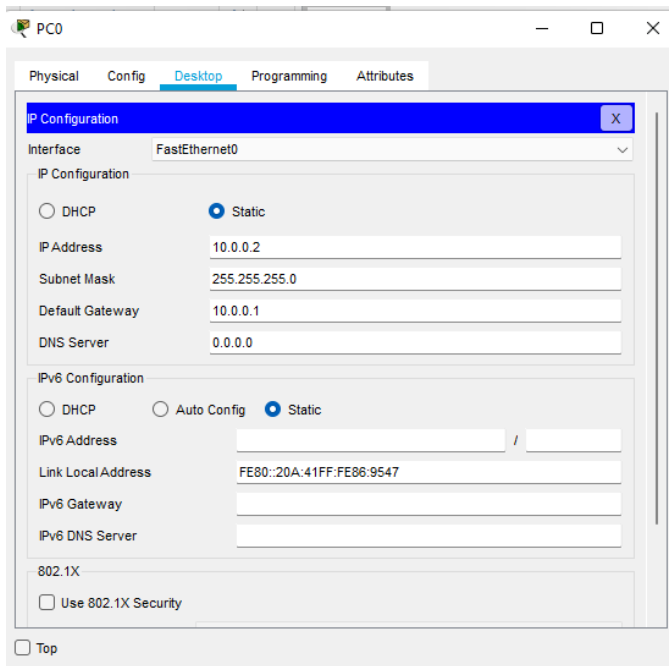 PC0
Physical Config Desktop Programming Attributes
IP Configuration X
Interface FastEthernet0
IP Configuration
DHCP Static
IP Address 10.0.0.2
Subnet Mask 255.255.255.0
Default Gateway 10.0.0.1
DNS Server 0.0.0.0
IPv6 Configuration
DHCP Auto Config Static
IPv6 Address /
Link Local Address FE80::20A:41FF:FE86:9547
IPv6 Gateway
IPv6 DNS Server
802.1X
Use 802.1X Security
Top